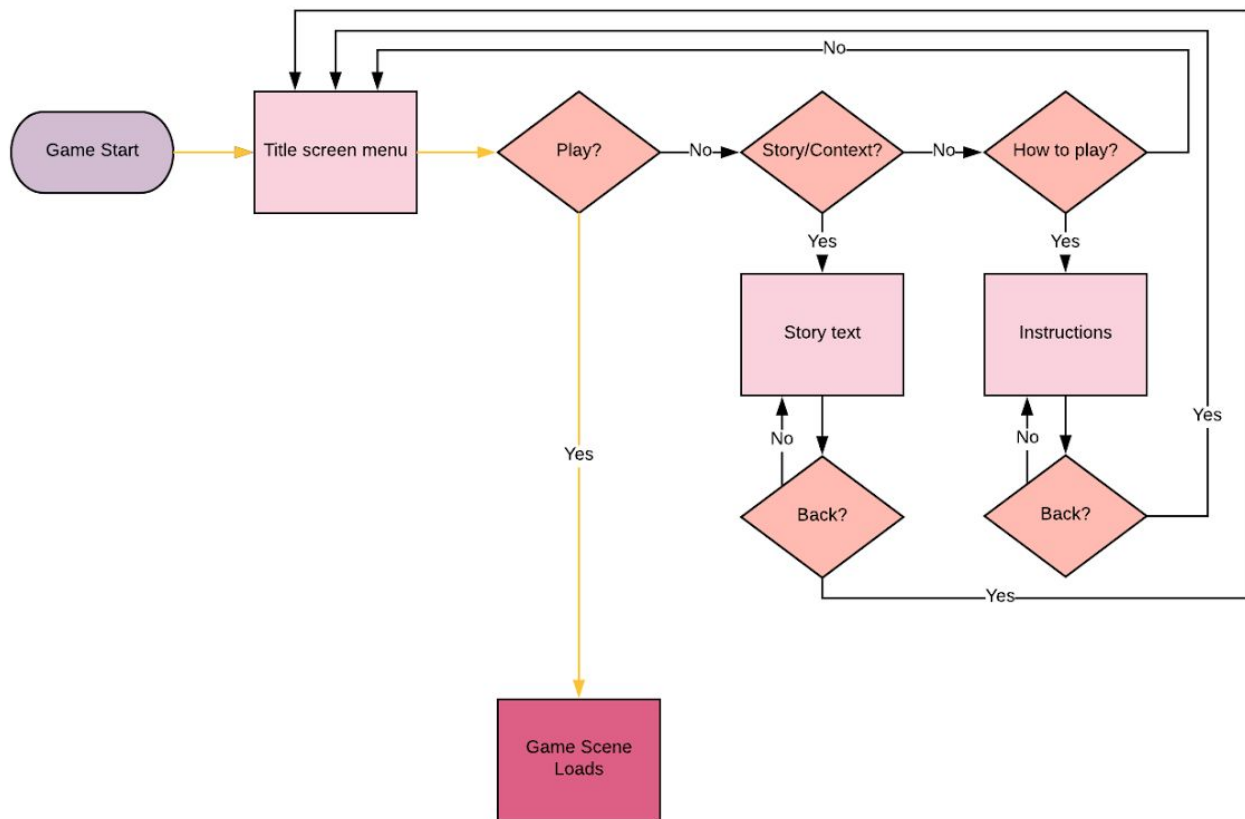 No
Game Start
Title screen menu
Play?
No
Story/Context?
No
How to play?
Yes
Yes
Story text
Instructions
Yes
No
No
Yes
Back?
Back?
Yes
Game Scene
Loads